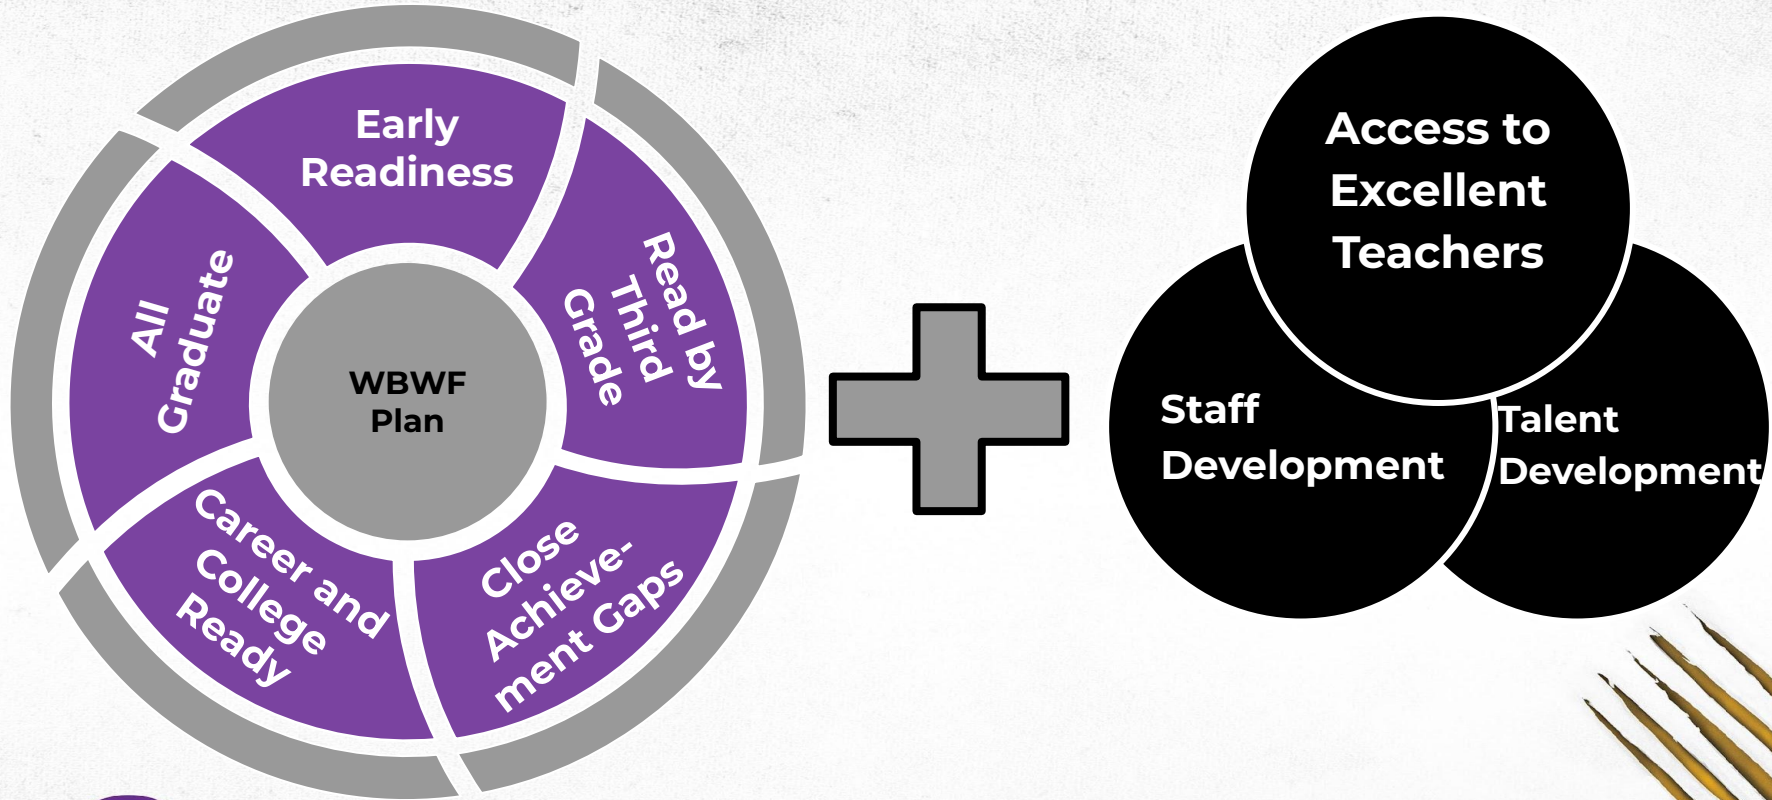 Early
Readiness
Read by
Third
Grade
Close
Achieve-
ment Gaps
Career and
College
Ready
All
Graduate
WBWF
Plan
Access to
Excellent
Teachers
Staff
Development
Talent
Development